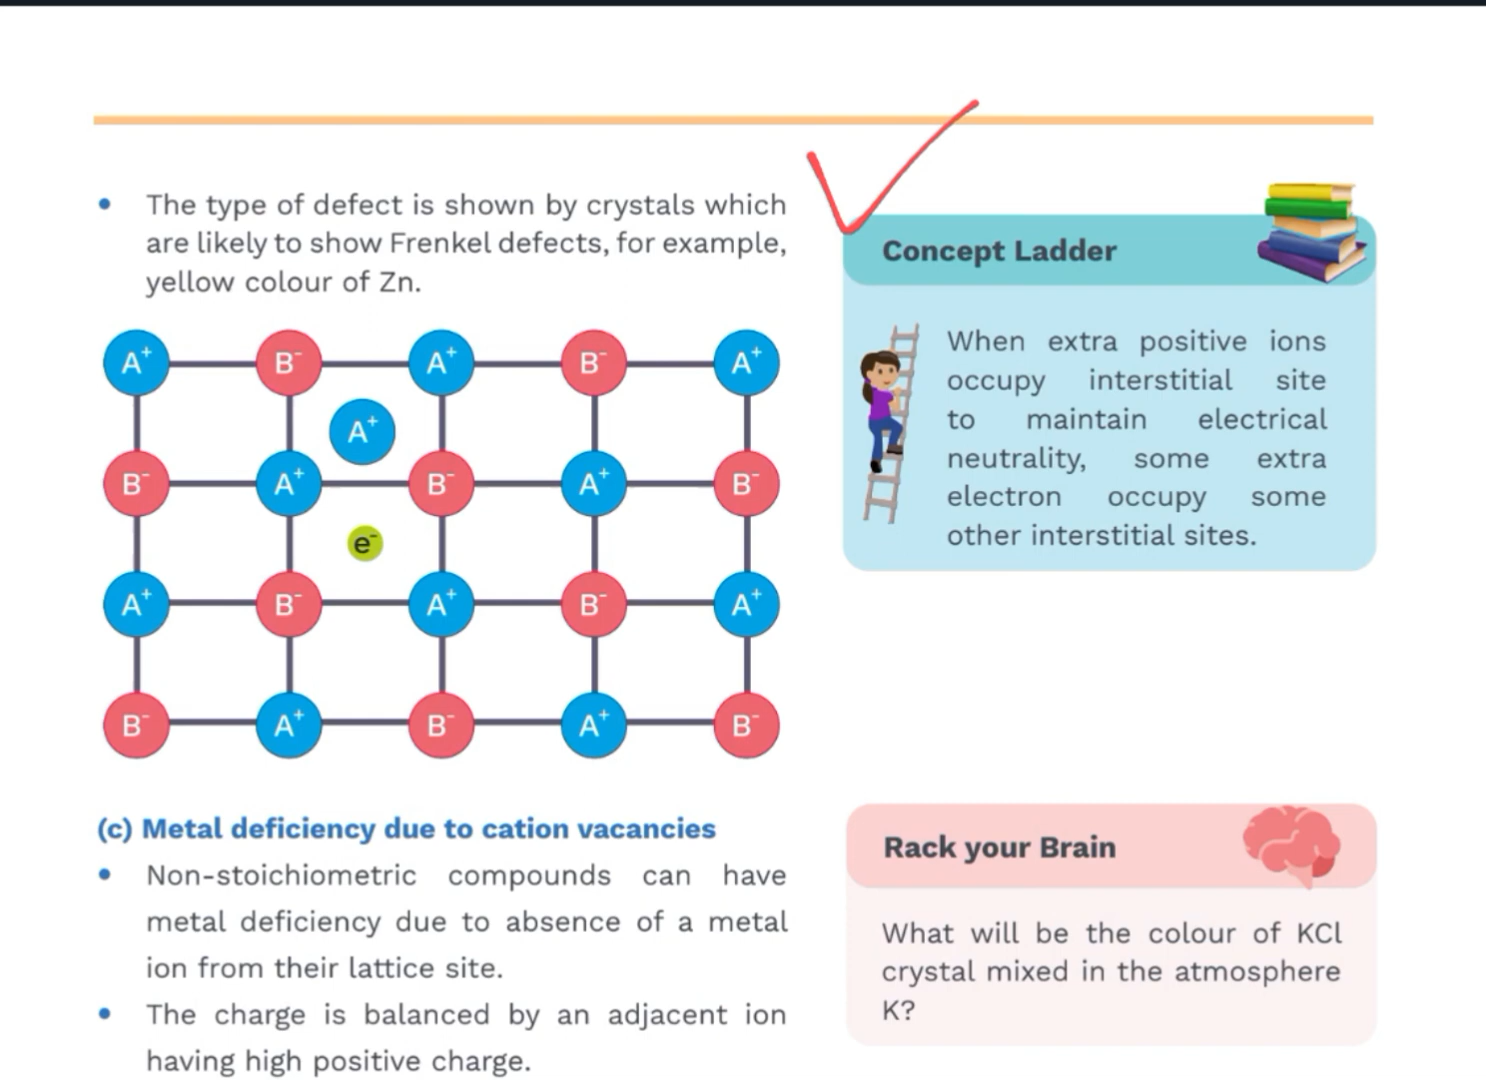 • The type of defect is shown by crystals which
are likely to show Frenkel defects, for example,
yellow colour of Zn.
A⁺ B⁻ A⁺ B⁻ A⁺
A⁺
B⁻ A⁺ B⁻ A⁺ B⁻
e⁻
A⁺ B⁻ A⁺ B⁻ A⁺
B⁻ A⁺ B⁻ A⁺ B⁻
(c) Metal deficiency due to cation vacancies
• Non-stoichiometric compounds can have
metal deficiency due to absence of a metal
ion from their lattice site.
• The charge is balanced by an adjacent ion
having high positive charge.
Concept Ladder
When extra positive ions
occupy interstitial site
to maintain electrical
neutrality, some extra
electron occupy some
other interstitial sites.
Rack your Brain
What will be the colour of KCl
crystal mixed in the atmosphere
K?